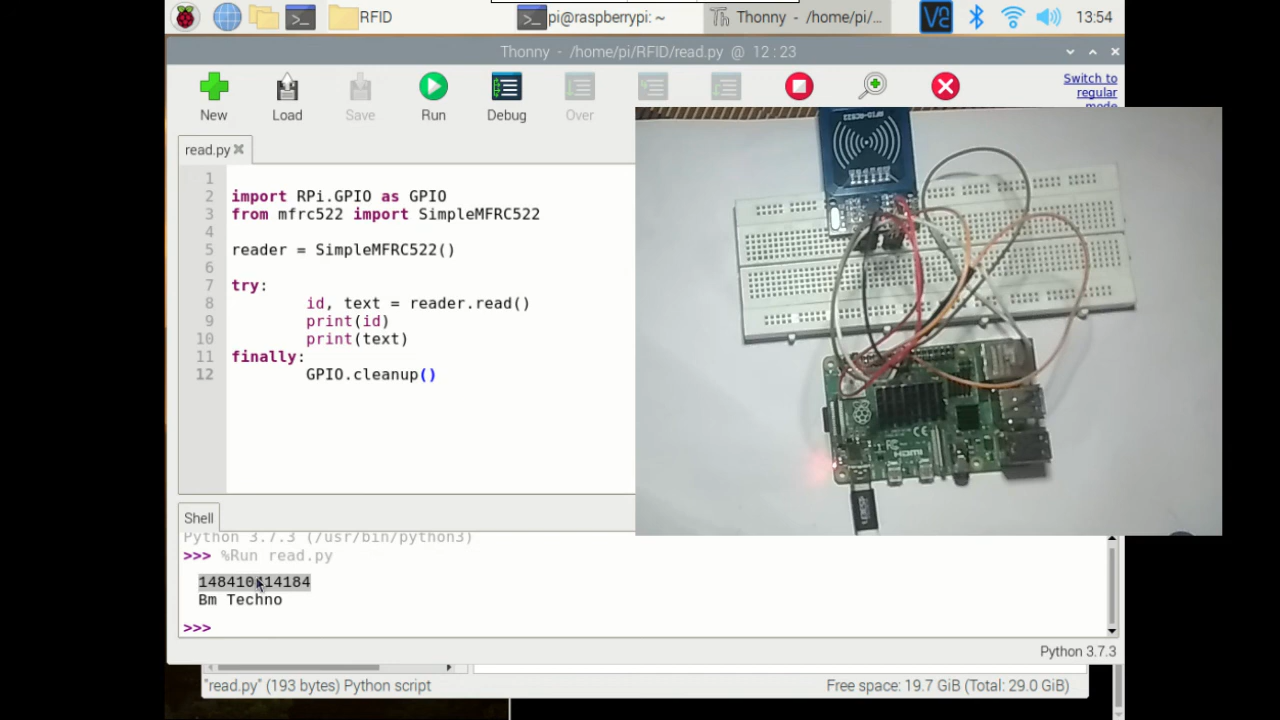 RFID
pi@raspberrypi: ~
Thonny - /home/pi/...
13:54
Thonny - /home/pi/RFID/read.py @ 12 : 23
New
Load
Save
Run
Debug
Over
Switch to
regular
mode
read.py
1
2 import RPi.GPIO as GPIO
3 from mfrc522 import SimpleMFRC522
4
5 reader = SimpleMFRC522()
6
7 try:
8 id, text = reader.read()
9 print(id)
10 print(text)
11 finally:
12 GPIO.cleanup()
RFID-RC522
HDMI
Shell
Python 3.7.3 (/usr/bin/python3)
>>> %Run read.py
Bm Techno
>>>
Python 3.7.3
"read.py" (193 bytes) Python script
Free space: 19.7 GiB (Total: 29.0 GiB)